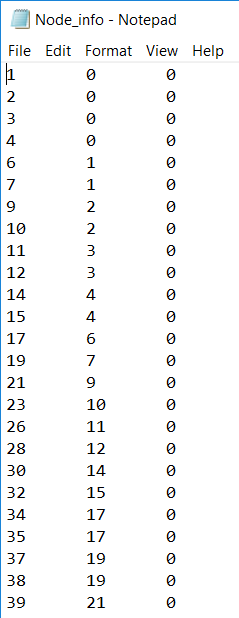 Node_info - Notepad
File Edit Format View Help
1 0 0
2 0 0
3 0 0
4 0 0
6 1 0
7 1 0
9 2 0
10 2 0
11 3 0
12 3 0
14 4 0
15 4 0
17 6 0
19 7 0
21 9 0
23 10 0
26 11 0
28 12 0
30 14 0
32 15 0
34 17 0
35 17 0
37 19 0
38 19 0
39 21 0